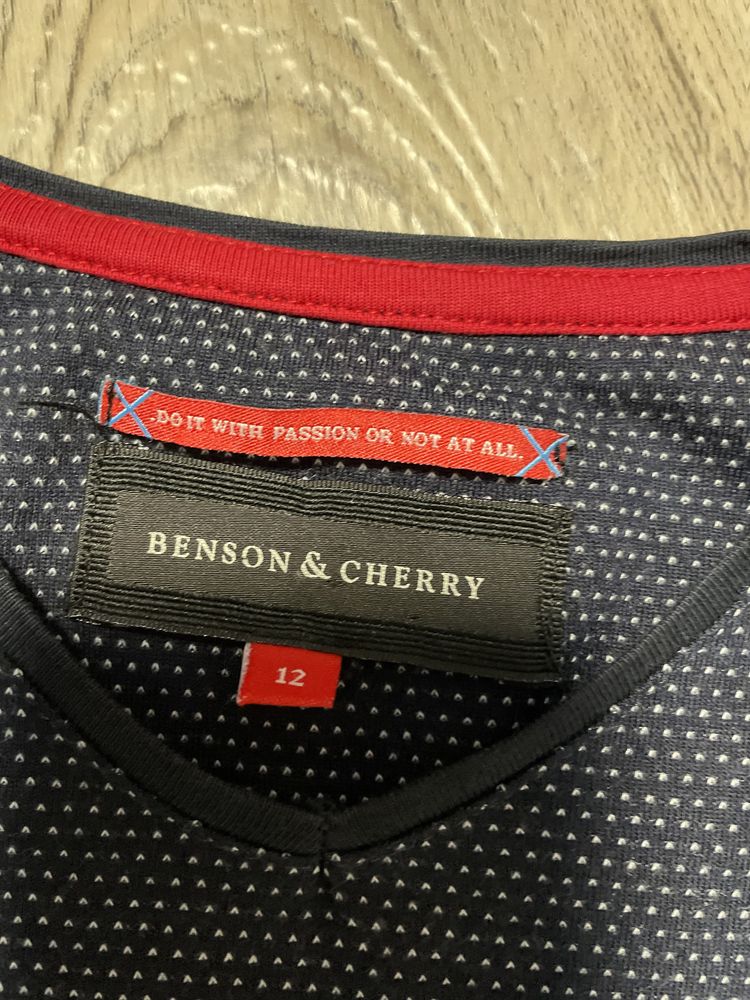 .DO IT WITH PASSION OR NOT AT ALL.
BENSON & CHERRY
12